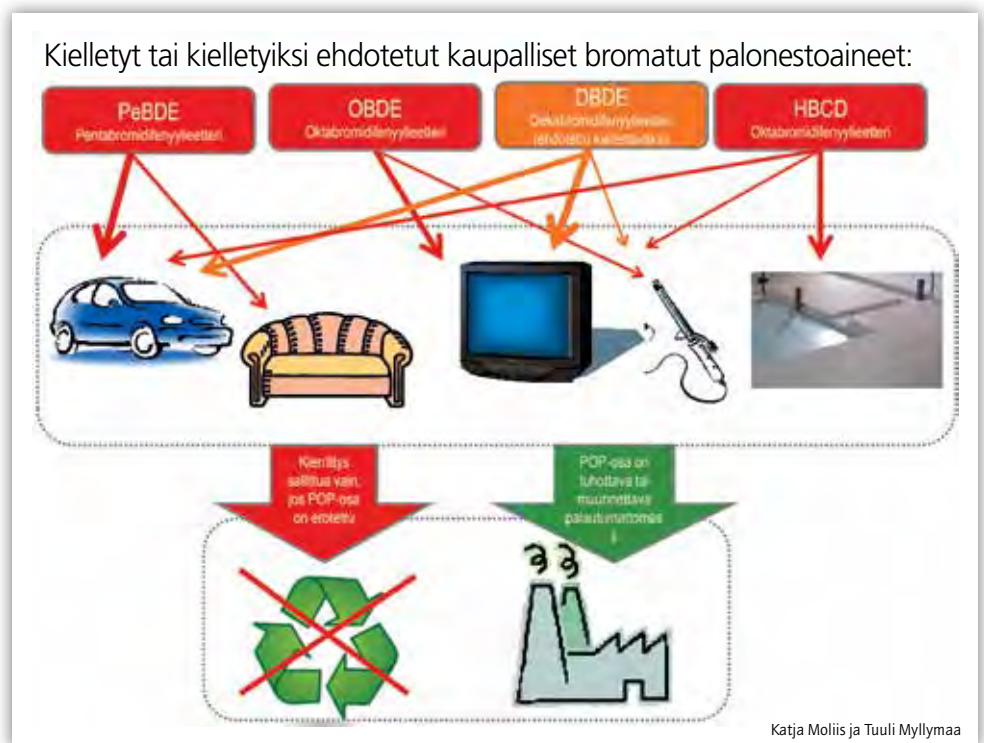 Kielletyt tai kielletyiksi ehdotetut kaupalliset bromatut palonestoaineet:
PeBDE
Pentabromidifenyylieetteri
OBDE
Oktabromidifenyylieetteri
DBDE
Dekabromidifenyylieetteri
(ehdotettu kiellettäväksi)
HBCD
Oktabromidifenyylieetteri
Kierrätys
sallittua vain,
jos POP-osa
on erotettu
POP-osa on
tuhottava tai
muunnettava
palautumattomas
ti
Katja Moliis ja Tuuli Myllymaa